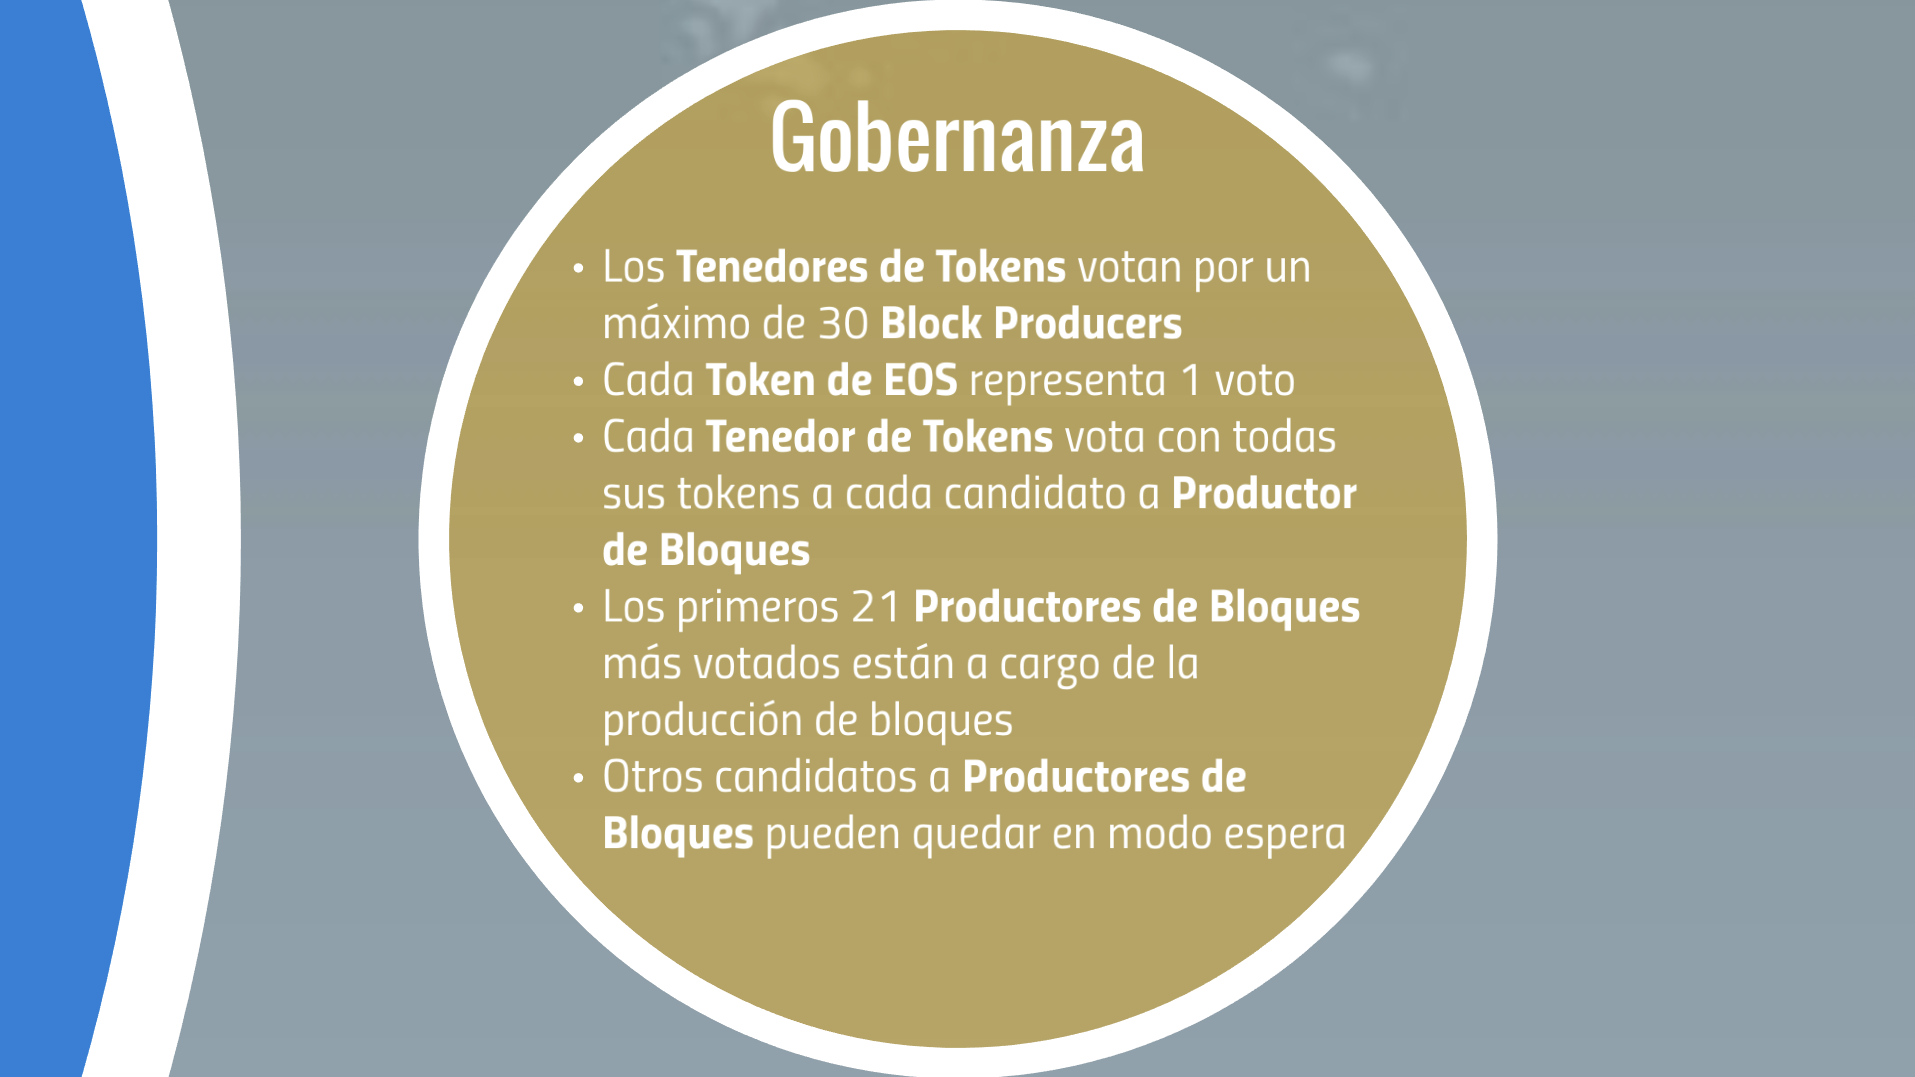 Gobernanza
• Los Tenedores de Tokens votan por un
máximo de 30 Block Producers
• Cada Token de EOS representa 1 voto
• Cada Tenedor de Tokens vota con todas
sus tokens a cada candidato a Productor
de Bloques
• Los primeros 21 Productores de Bloques
más votados están a cargo de la
producción de bloques
• Otros candidatos a Productores de
Bloques pueden quedar en modo espera